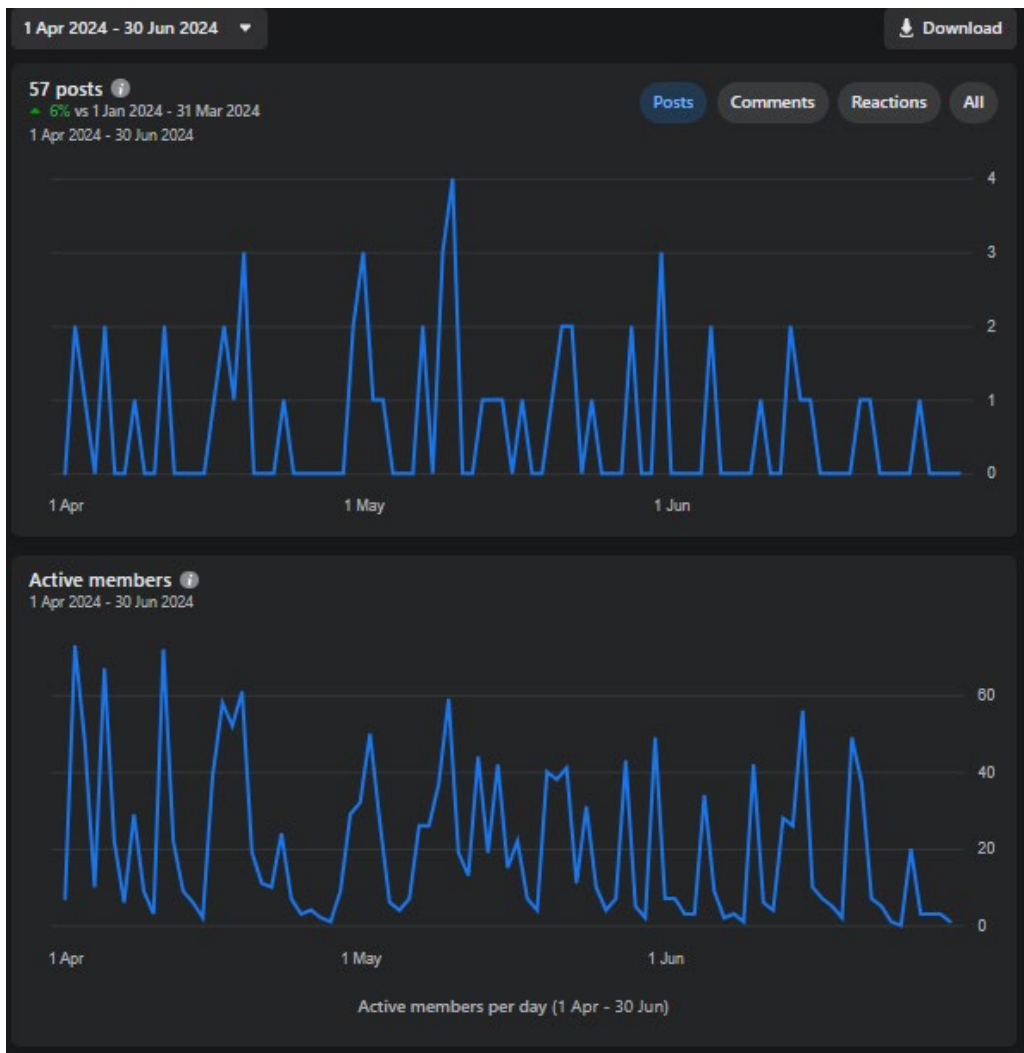 1 Apr 2024 - 30 Jun 2024
Download
57 posts
6% vs 1 Jan 2024 - 31 Mar 2024
1 Apr 2024 - 30 Jun 2024
Posts Comments Reactions All
4
3
2
1
0
1 Apr 1 May 1 Jun
Active members
1 Apr 2024 - 30 Jun 2024
60
40
20
0
1 Apr 1 May 1 Jun
Active members per day (1 Apr - 30 Jun)